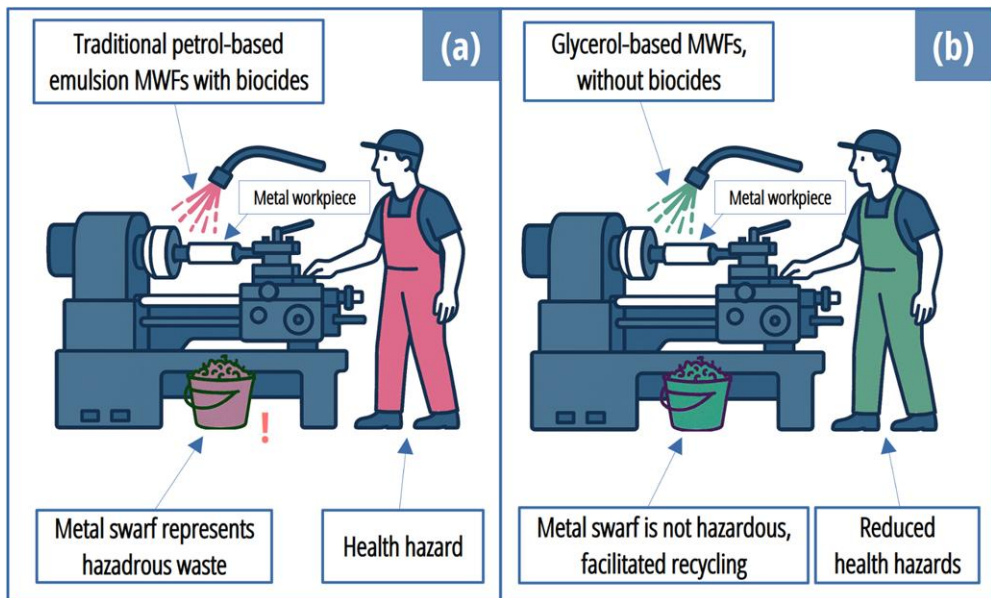 (a)
Traditional petrol-based
emulsion MWFs with biocides
Metal workpiece
!
Metal swarf represents
hazadrous waste
Health hazard
(b)
Glycerol-based MWFs,
without biocides
Metal workpiece
Metal swarf is not hazardous,
facilitated recycling
Reduced
health hazards